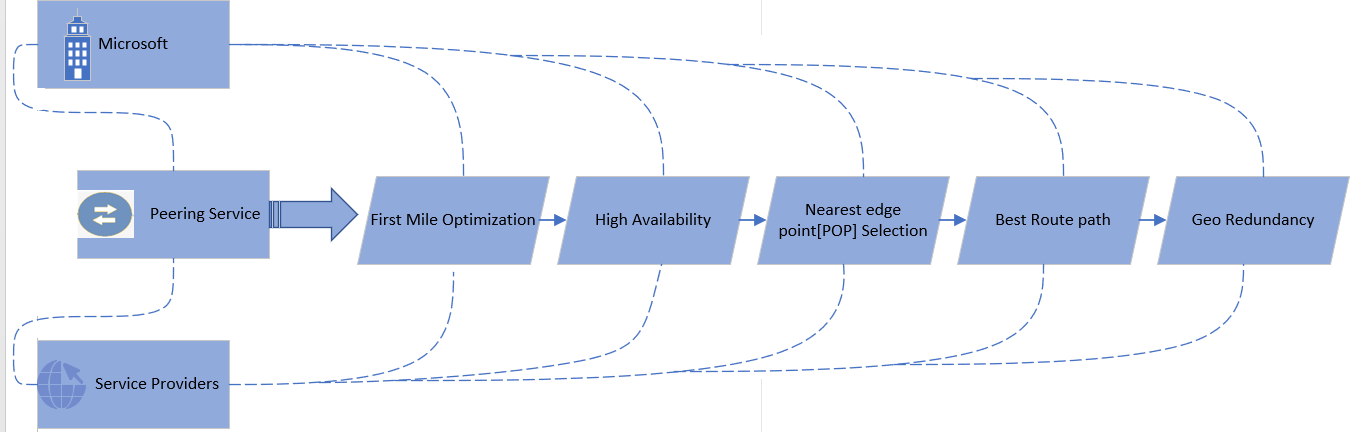 Microsoft
Peering Service
First Mile Optimization
High Availability
Nearest edge
point[POP] Selection
Best Route path
Geo Redundancy
Service Providers